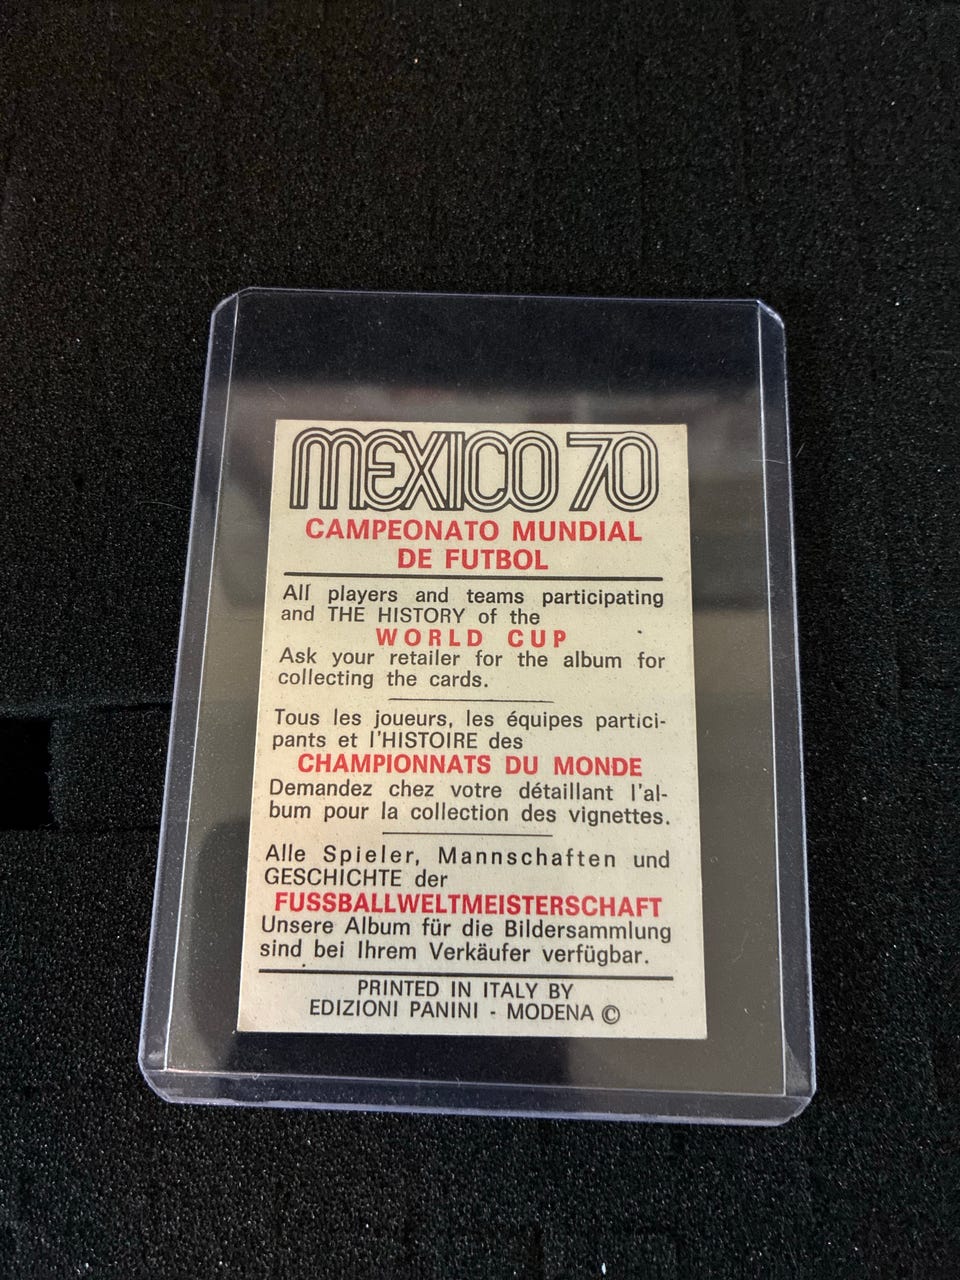 MEXICO 70
CAMPEONATO MUNDIAL
DE FUTBOL
All players and teams participating
and THE HISTORY of the
WORLD CUP
Ask your retailer for the album for
collecting the cards.
Tous les joueurs, les équipes partici-
pants et l'HISTOIRE des
CHAMPIONNATS DU MONDE
Demandez chez votre détaillant l'al-
bum pour la collection des vignettes.
Alle Spieler, Mannschaften und
GESCHICHTE der
FUSSBALLWELTMEISTERSCHAFT
Unsere Album für die Bildersammlung
sind bei Ihrem Verkäufer verfügbar.
PRINTED IN ITALY BY
EDIZIONI PANINI - MODENA ©